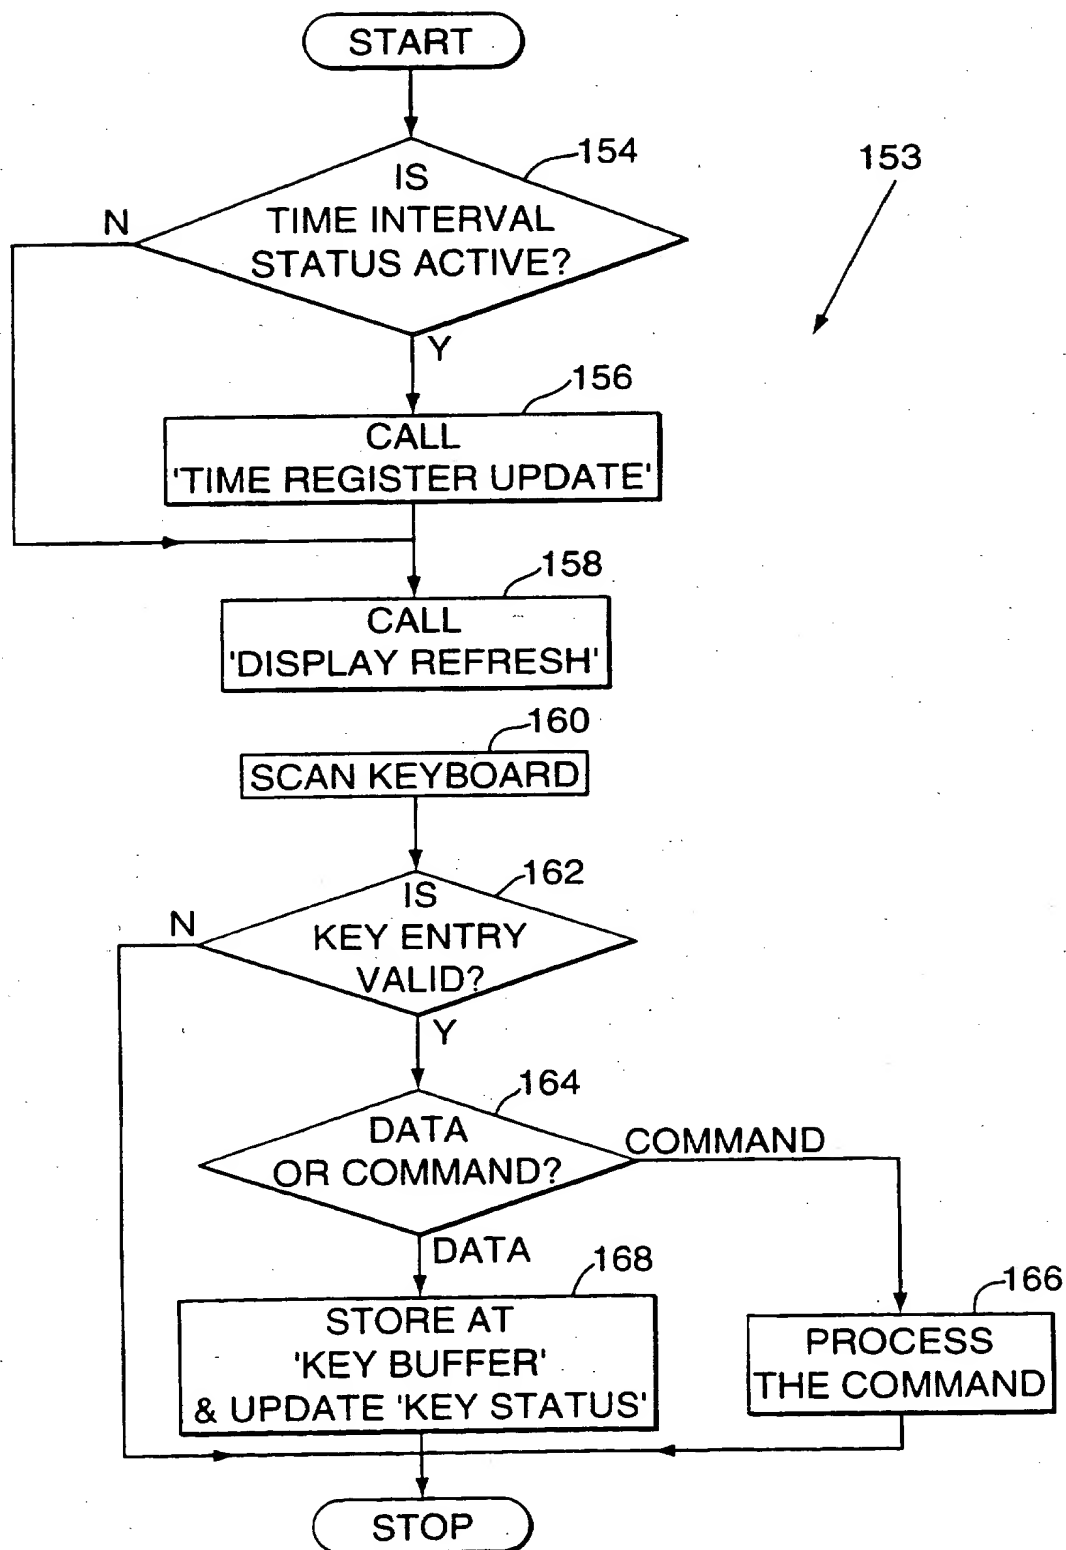 START
154
153
IS
TIME INTERVAL
STATUS ACTIVE?
N
Y
156
CALL
'TIME REGISTER UPDATE'
158
CALL
'DISPLAY REFRESH'
160
SCAN KEYBOARD
162
IS
KEY ENTRY
VALID?
N
Y
164
DATA
OR COMMAND?
COMMAND
DATA
168
STORE AT
'KEY BUFFER'
& UPDATE 'KEY STATUS'
166
PROCESS
THE COMMAND
STOP